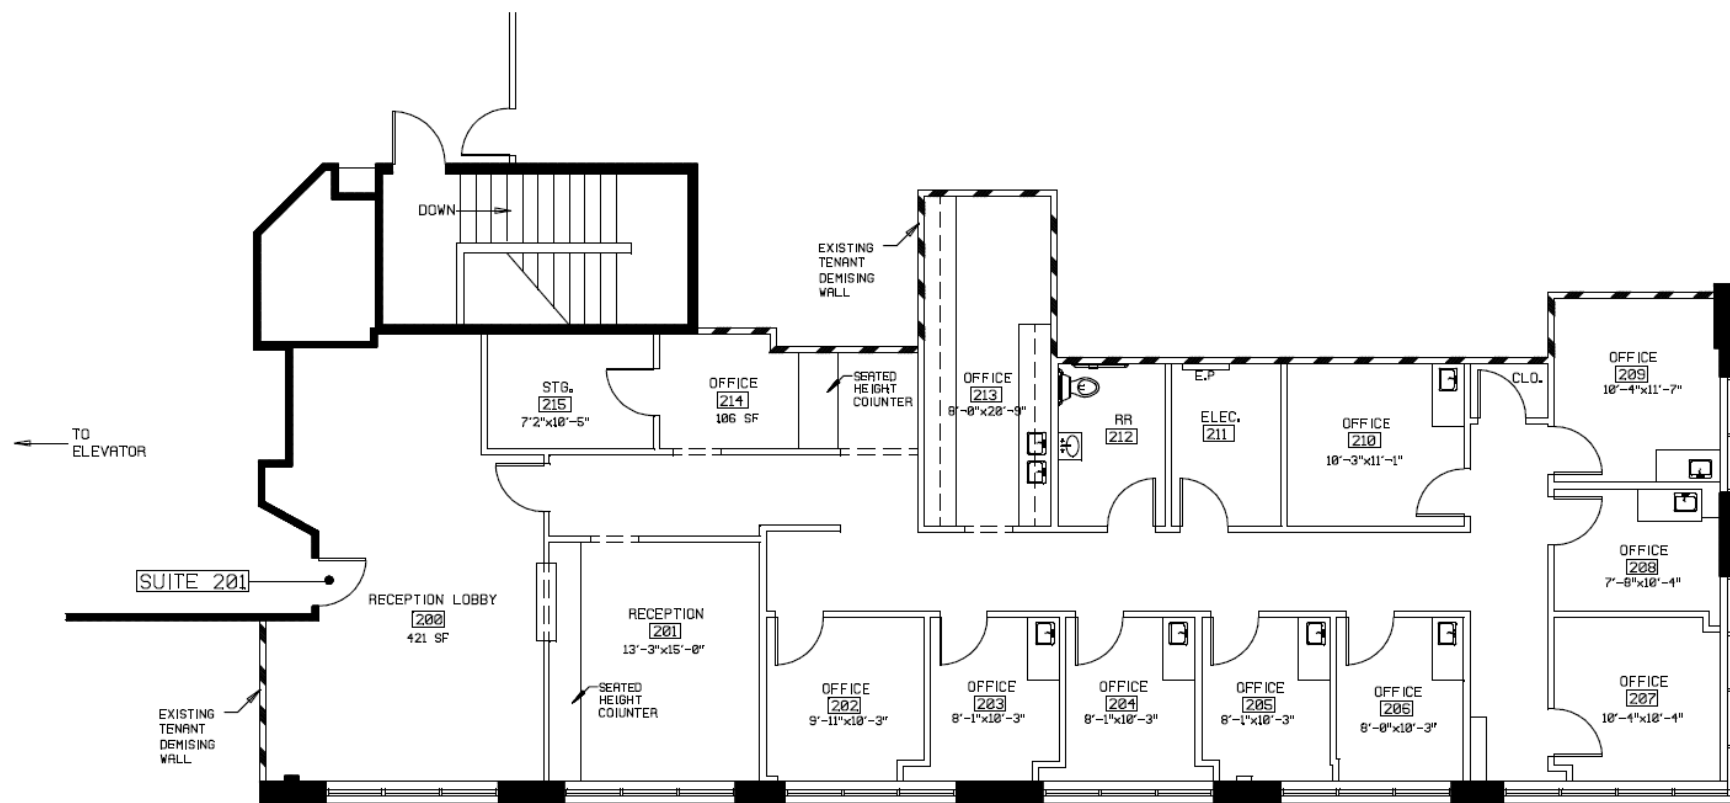 DOWN
EXISTING
TENANT
DEMISING
WALL
TO
ELEVATOR
STG.
215
7'2"x10'-5"
OFFICE
214
106 SF
SEATED
HEIGHT
COIUNTER
OFFICE
213
8'-0"x20'-9"
RR
212
E.P
ELEC.
211
OFFICE
210
10'-3"x11'-1"
CLO.
OFFICE
209
10'-4"x11'-7"
OFFICE
208
7'-8"x10'-4"
SUITE 201
RECEPTION LOBBY
200
421 SF
RECEPTION
201
13'-3"x15'-0"
SEATED
HEIGHT
COIUNTER
EXISTING
TENANT
DEMISING
WALL
OFFICE
202
9'-11"x10'-3"
OFFICE
203
8'-1"x10'-3"
OFFICE
204
8'-1"x10'-3"
OFFICE
205
8'-1"x10'-3"
OFFICE
206
8'-0"x10'-3"
OFFICE
207
10'-4"x10'-4"